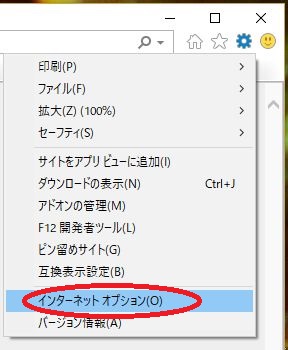 印刷(P)
ファイル(F)
拡大(Z) (100%)
セーフティ(S)
サイトをアプリ ビューに追加(I)
ダウンロードの表示(N) Ctrl+J
アドオンの管理(M)
F12 開発者ツール(L)
ピン留めサイト(G)
互換表示設定(B)
インターネット オプション(O)
バージョン情報(A)